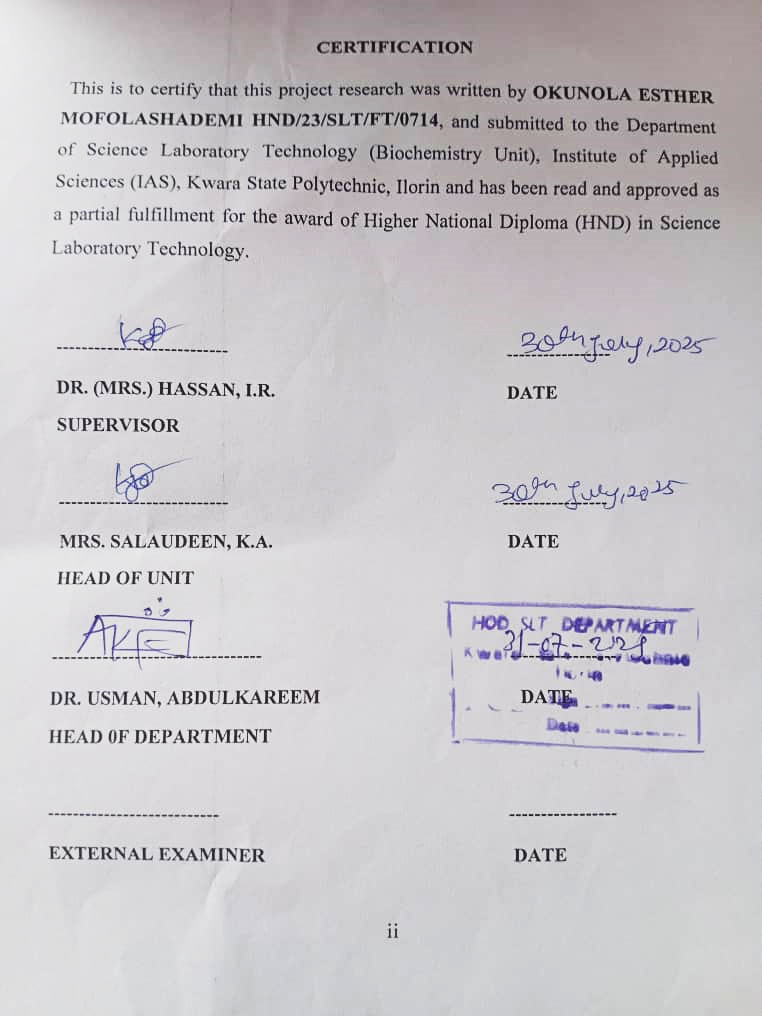 CERTIFICATION
This is to certify that this project research was written by OKUNOLA ESTHER
MOFOLASHADEMI HND/23/SLT/FT/0714, and submitted to the Department
of Science Laboratory Technology (Biochemistry Unit), Institute of Applied
Sciences (IAS), Kwara State Polytechnic, Ilorin and has been read and approved as
a partial fulfillment for the award of Higher National Diploma (HND) in Science
Laboratory Technology.
30th July, 2025
DR. (MRS.) HASSAN, I.R. DATE
SUPERVISOR
30th July, 2025
MRS. SALAUDEEN, K.A. DATE
HEAD OF UNIT
HOD SLT DEPARTMENT
31-07-2025
DR. USMAN, ABDULKAREEM DATE
Date
HEAD 0F DEPARTMENT
EXTERNAL EXAMINER DATE
ii